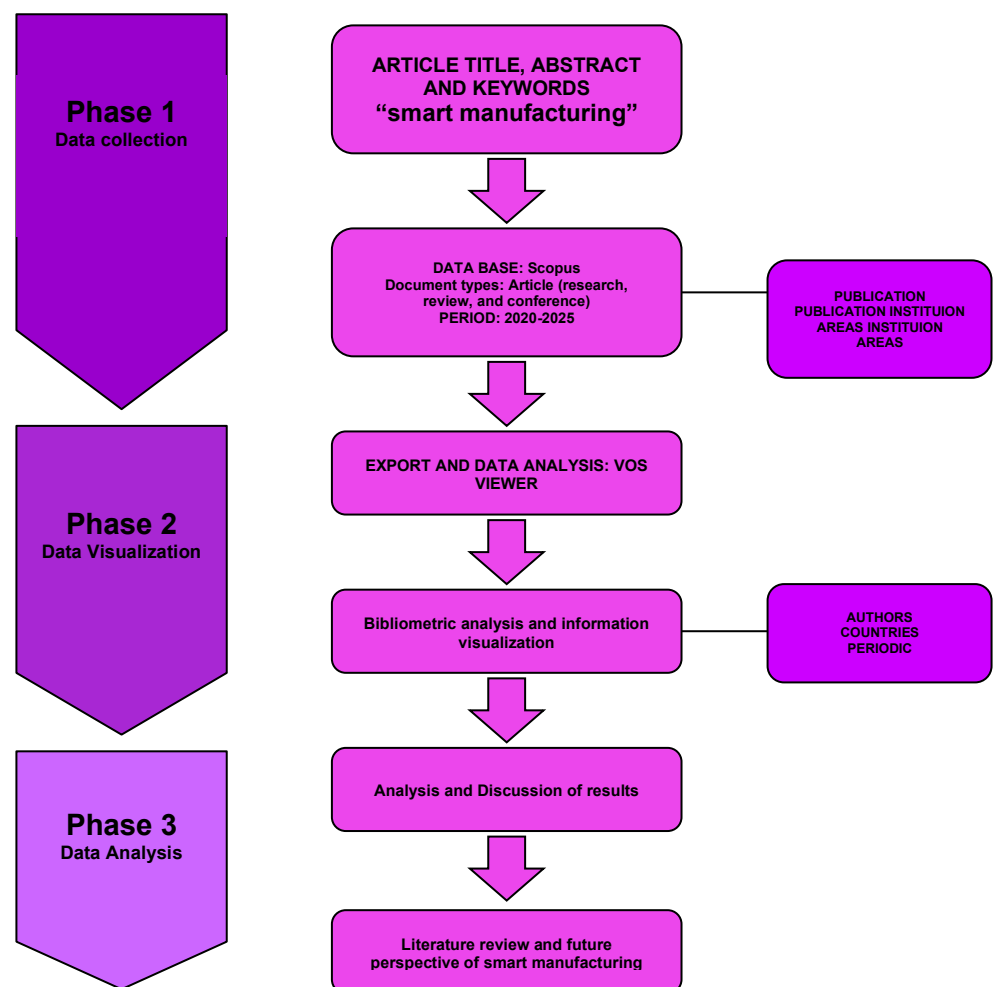 Phase 1
Data collection
ARTICLE TITLE, ABSTRACT
AND KEYWORDS
“smart manufacturing”
DATA BASE: Scopus
Document types: Article (research,
review, and conference)
PERIOD: 2020-2025
PUBLICATION
PUBLICATION INSTITUION
AREAS INSTITUION
AREAS
Phase 2
Data Visualization
EXPORT AND DATA ANALYSIS: VOS
VIEWER
Bibliometric analysis and information
visualization
AUTHORS
COUNTRIES
PERIODIC
Phase 3
Data Analysis
Analysis and Discussion of results
Literature review and future
perspective of smart manufacturing